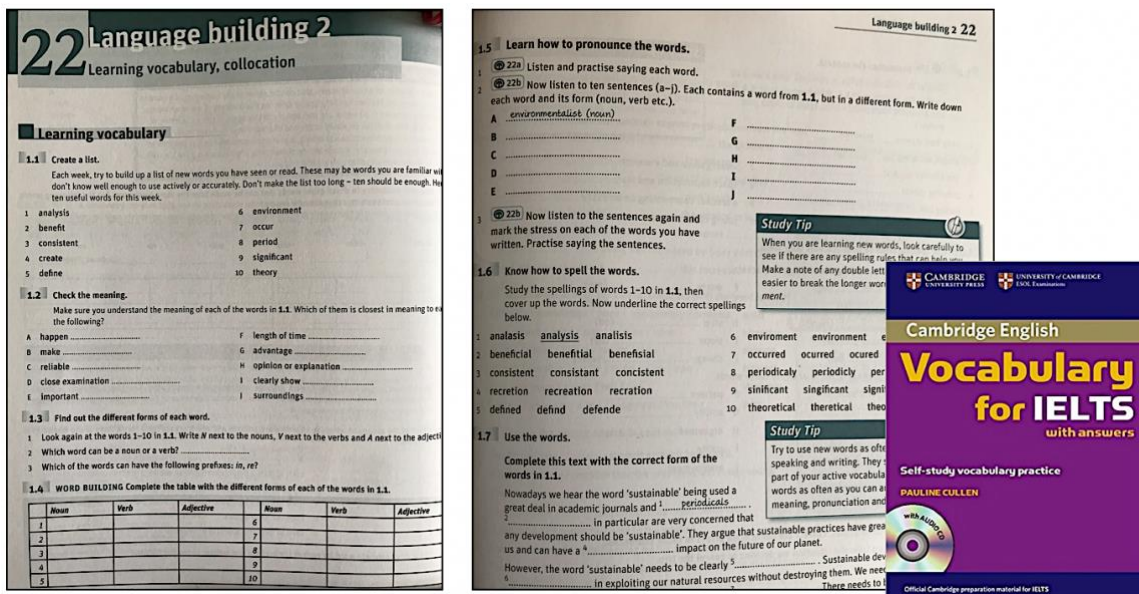 22 Language building 2
Learning vocabulary, collocation
Learning vocabulary
1.1 Create a list.
Each week, try to build up a list of new words you have seen or read. These may be words you are familiar
don't know well enough to use actively or accurately. Don't make the list too long – ten should be enough.
ten useful words for this week.
1 analysis
2 benefit
3 consistent
4 create
5 define
6 environment
7 occur
8 period
9 significant
10 theory
1.2 Check the meaning.
Make sure you understand the meaning of each of the words in 1.1. Which of them is closest in meaning to
the following?
A happen
B make
C reliable
D close examination
E important
F length of time
G advantage
H opinion or explanation
I clearly show
J surroundings
1.3 Find out the different forms of each word.
1 Look again at the words 1–10 in 1.1. Write N next to the nouns, V next to the verbs and A next to the
2 Which word can be a noun or a verb?
3 Which of the words can have the following prefixes: in, re?
1.4 WORD BUILDING Complete the table with the different forms of each of the words in 1.1.
Noun Verb Adjective Noun Verb Adjective
1 6
2 7
3 8
4 9
5 10
Language building 2 22
1.5 Learn how to pronounce the words.
1 22a Listen and practise saying each word.
2 22b Now listen to ten sentences (a–j). Each contains a word from 1.1, but in a different form. Write down
each word and its form (noun, verb etc.).
A environmentalist (noun)
B
C
D
E
F
G
H
I
J
3 22b Now listen to the sentences again and
mark the stress on each of the words you have
written. Practise saying the sentences.
Study Tip
When you are learning new words, look carefully to
see if there are any spelling rules that can help
Make a note of any double
easier to break the longer
ment.
1.6 Know how to spell the words.
Study the spellings of words 1–10 in 1.1, then
cover up the words. Now underline the correct spellings
below.
1 analasis analysis analisis
2 beneficial benefitial benefisial
3 consistent consistant concistent
4 recretion recreation recration
5 defined defind defende
6 enviroment environment
7 occurred ocurred ocured
8 periodicaly periodicly
9 sinificant singificant
10 theoretical theretical
1.7 Use the words.
Complete this text with the correct form of the
words in 1.1.
Nowadays we hear the word 'sustainable' being used a
great deal in academic journals and 1 periodicals .
2 in particular are very concerned that
any development should be 'sustainable'. They argue that sustainable practices have
us and can have a 4 impact on the future of our planet.
However, the word 'sustainable' needs to be clearly 5 . Sustainable
6 in exploiting our natural resources without destroying them. We
There needs to
Study Tip
Try to use new words as
speaking and writing. They
part of your active
words as often as you can
meaning, pronunciation and
CAMBRIDGE
UNIVERSITY PRESS
UNIVERSITY of CAMBRIDGE
ESOL Examinations
Cambridge English
Vocabulary
for IELTS
with answers
Self-study vocabulary practice
PAULINE CULLEN
with AUDIO CD
Official Cambridge preparation material for IELTS